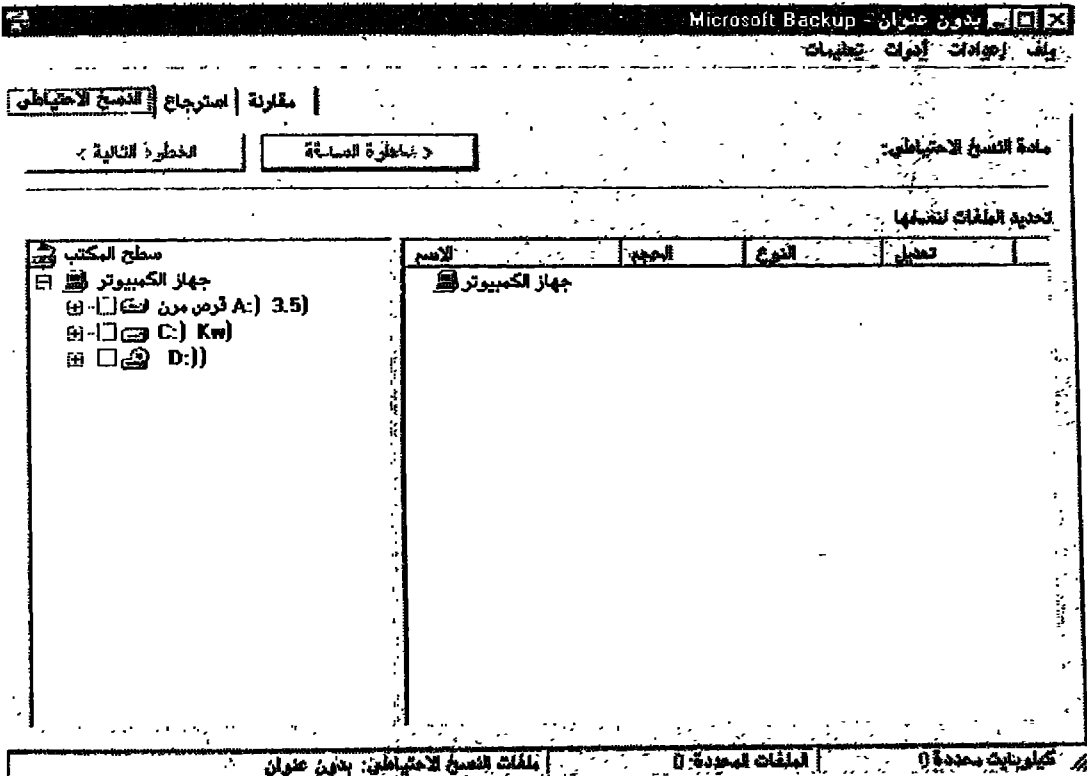 بدون عنوان - Microsoft Backup
ملف إعدادات أدوات تعليمات
النسخ الاحتياطي استرجاع مقارنة
مادة النسخ الاحتياطي:
< الخطوة السابقة
الخطوة التالية >
تحديد الملفات لنسخها
سطح المكتب
جهاز الكمبيوتر
قرص مرن A:) 3.5)
C:) Kw)
D:))
الاسم الحجم النوع تعديل
جهاز الكمبيوتر
ملفات النسخ الاحتياطي: بدون عنوان
الملفات المحددة: 0
كيلوبايت محددة 0